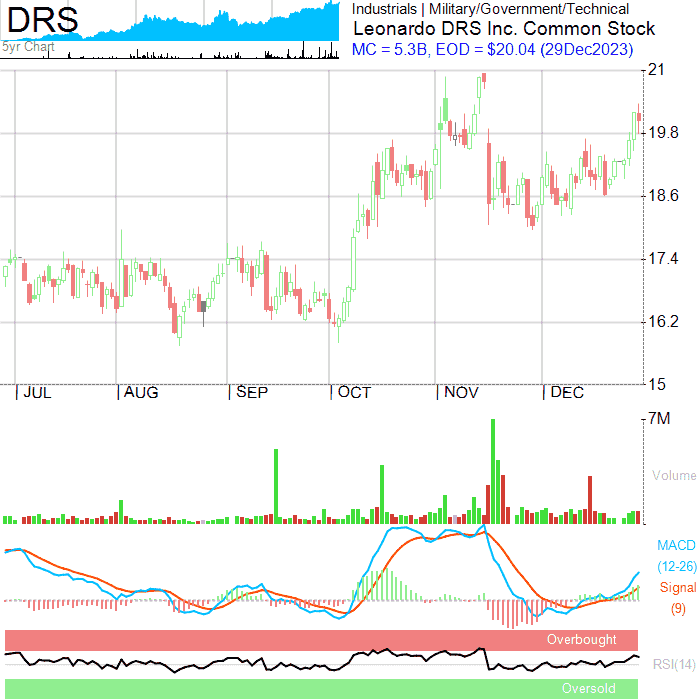 DRS
5yr Chart
Industrials | Military/Government/Technical
Leonardo DRS Inc. Common Stock
MC = 5.3B, EOD = $20.04 (29Dec2023)
21
19.8
18.6
17.4
16.2
15
|JUL |AUG |SEP |OCT |NOV |DEC
7M
Volume
MACD
(12-26)
Signal
(9)
Overbought
RSI(14)
Oversold